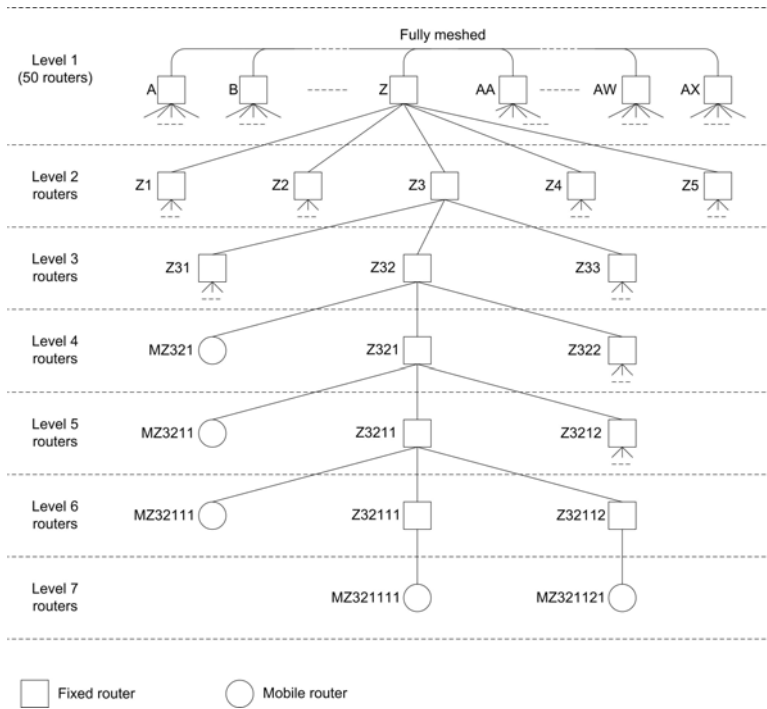 Fully meshed
Level 1
(50 routers)
A B Z AA AW AX
Level 2
routers
Z1 Z2 Z3 Z4 Z5
Level 3
routers
Z31 Z32 Z33
Level 4
routers
MZ321 Z321 Z322
Level 5
routers
MZ3211 Z3211 Z3212
Level 6
routers
MZ32111 Z32111 Z32112
Level 7
routers
MZ321111 MZ321121
Fixed router Mobile router